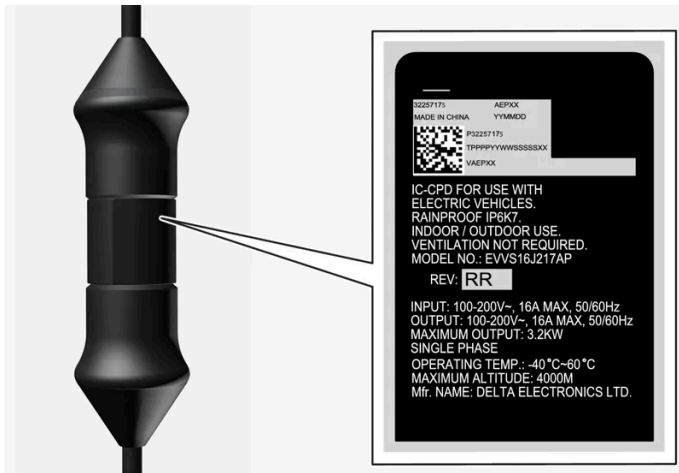 32257175 AEPXX
MADE IN CHINA YYMMDD
P32257175
TPPPPYYWWSSSSSXX
VAEPXX
IC-CPD FOR USE WITH
ELECTRIC VEHICLES.
RAINPROOF IP6K7.
INDOOR / OUTDOOR USE.
VENTILATION NOT REQUIRED.
MODEL NO.: EVVS16J217AP
REV: RR
INPUT: 100-200V~, 16A MAX, 50/60Hz
OUTPUT: 100-200V~, 16A MAX, 50/60Hz
MAXIMUM OUTPUT: 3.2KW
SINGLE PHASE
OPERATING TEMP.: -40°C~60°C
MAXIMUM ALTITUDE: 4000M
Mfr. NAME: DELTA ELECTRONICS LTD.